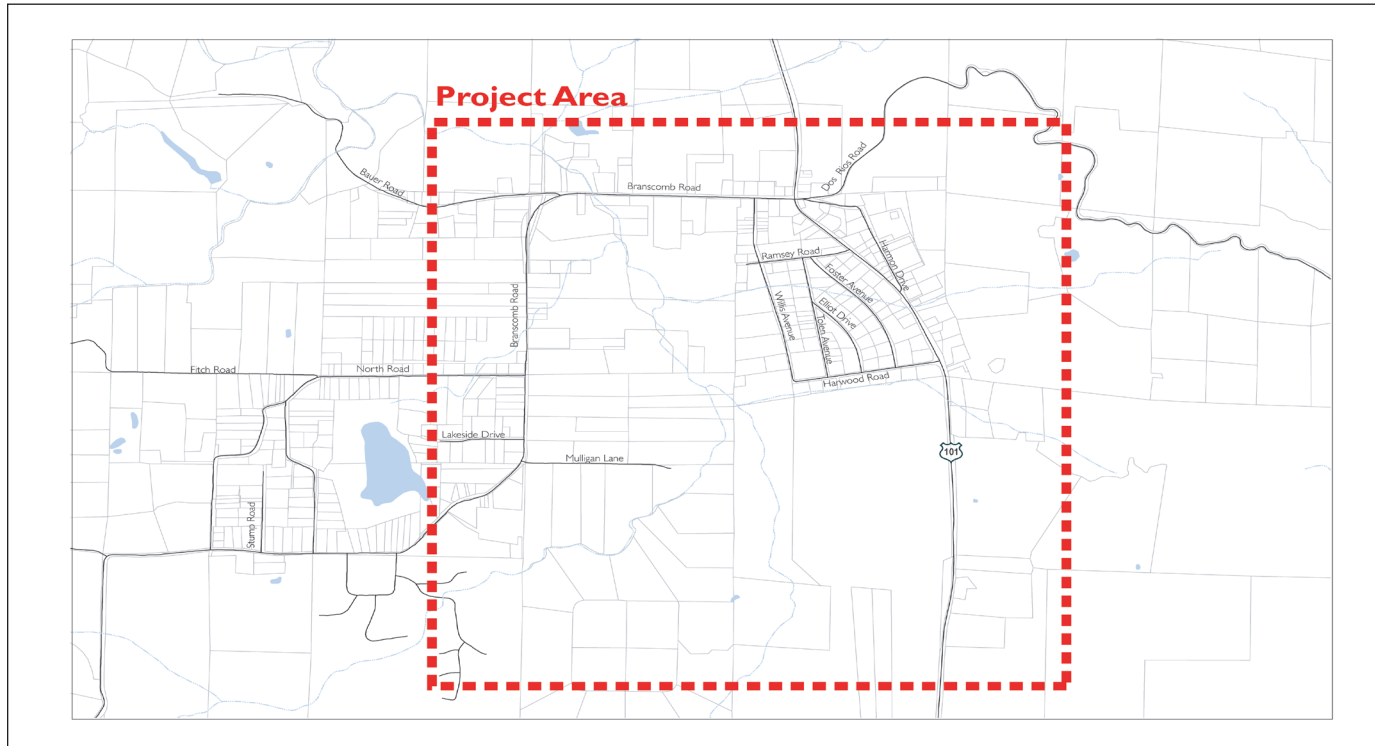 Project Area
Bauer Road
Branscomb Road
Dos Rios Road
Ramsey Road
Harmon Drive
Foster Avenue
Willis Avenue
Elliot Drive
Tolen Avenue
Branscomb Road
Fitch Road
North Road
Harwood Road
Lakeside Drive
Mulligan Lane
101
Stump Road